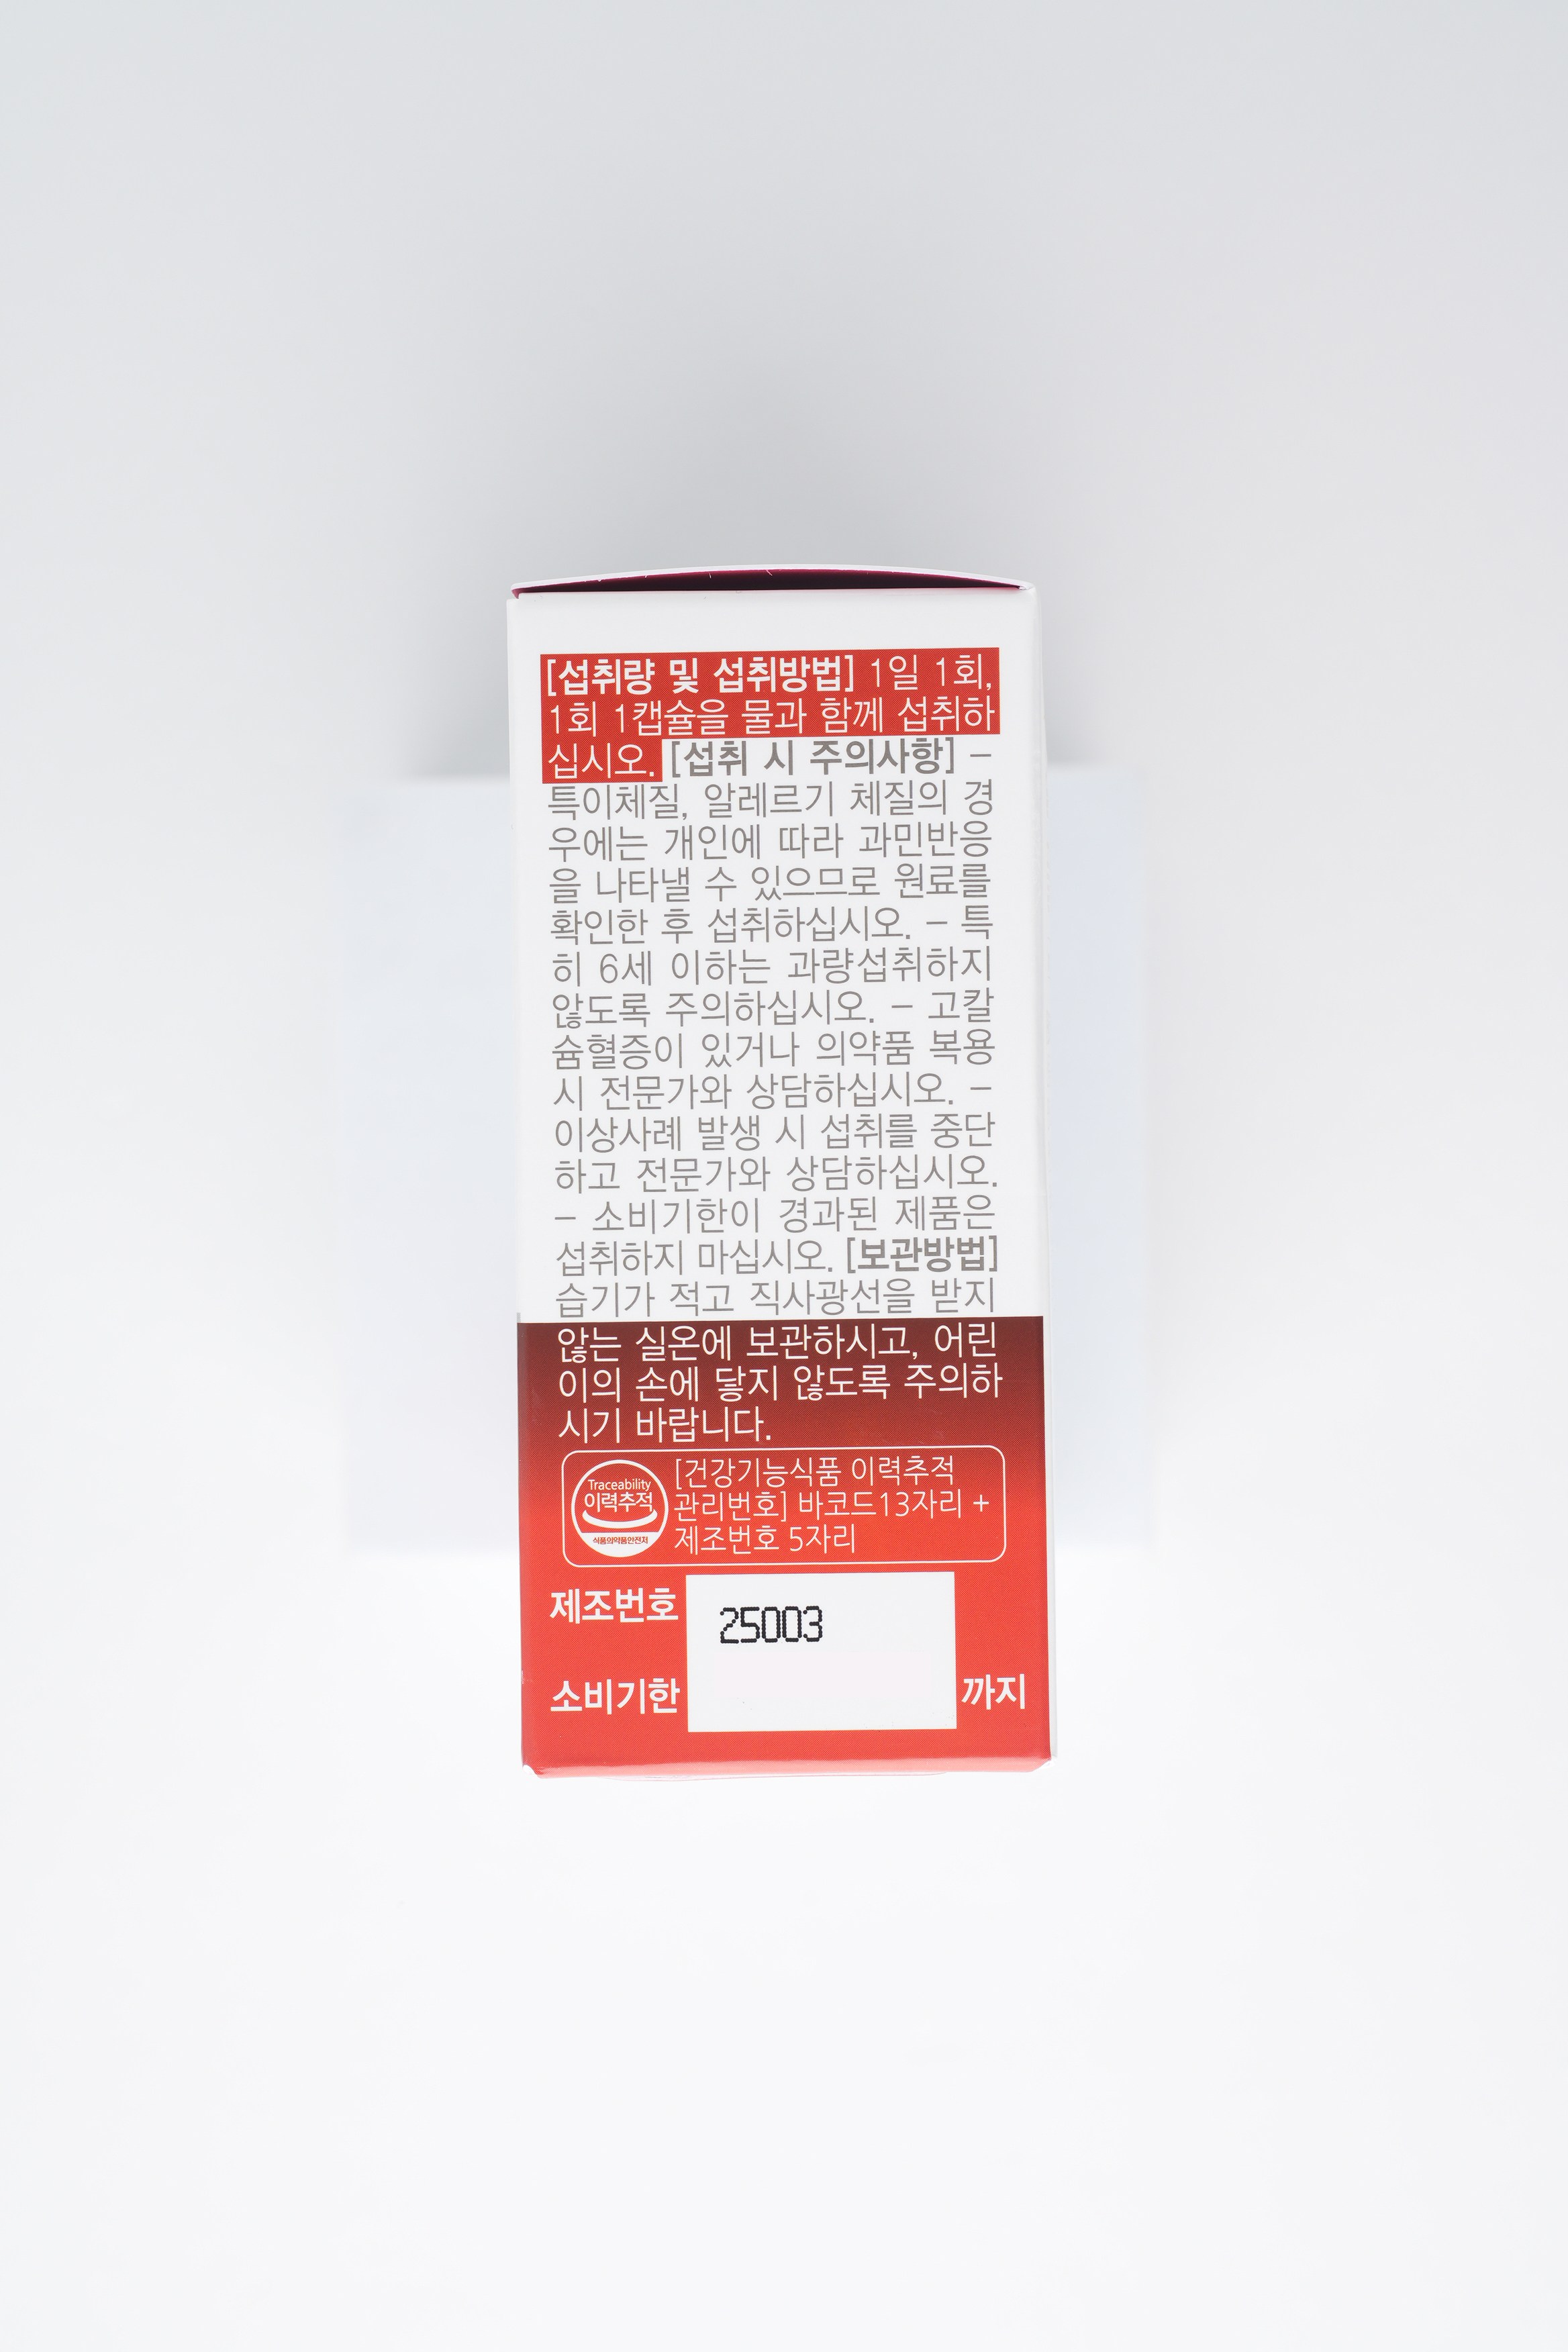 [섭취량 및 섭취방법] 1일 1회,
1회 1캡슐을 물과 함께 섭취하
십시오. [섭취 시 주의사항] –
특이체질, 알레르기 체질의 경
우에는 개인에 따라 과민반응
을 나타낼 수 있으므로 원료를
확인한 후 섭취하십시오. – 특
히 6세 이하는 과량섭취하지
않도록 주의하십시오. – 고칼
슘혈증이 있거나 의약품 복용
시 전문가와 상담하십시오. –
이상사례 발생 시 섭취를 중단
하고 전문가와 상담하십시오.
– 소비기한이 경과된 제품은
섭취하지 마십시오. [보관방법]
습기가 적고 직사광선을 받지
않는 실온에 보관하시고, 어린
이의 손에 닿지 않도록 주의하
시기 바랍니다.
Traceability
이력추적
식품의약품안전처
[건강기능식품 이력추적
관리번호] 바코드13자리 +
제조번호 5자리
제조번호 25003
소비기한 까지